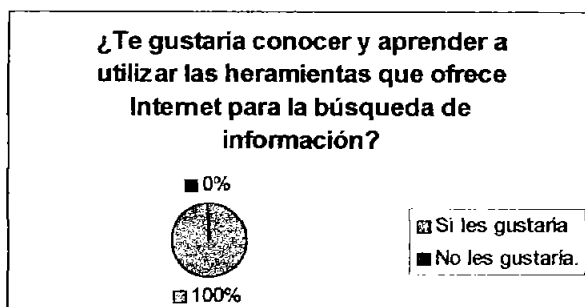 ¿Te gustaría conocer y aprender a
utilizar las heramientas que ofrece
Internet para la búsqueda de
información?
0%
100%
Si les gustaria
No les gustaría.